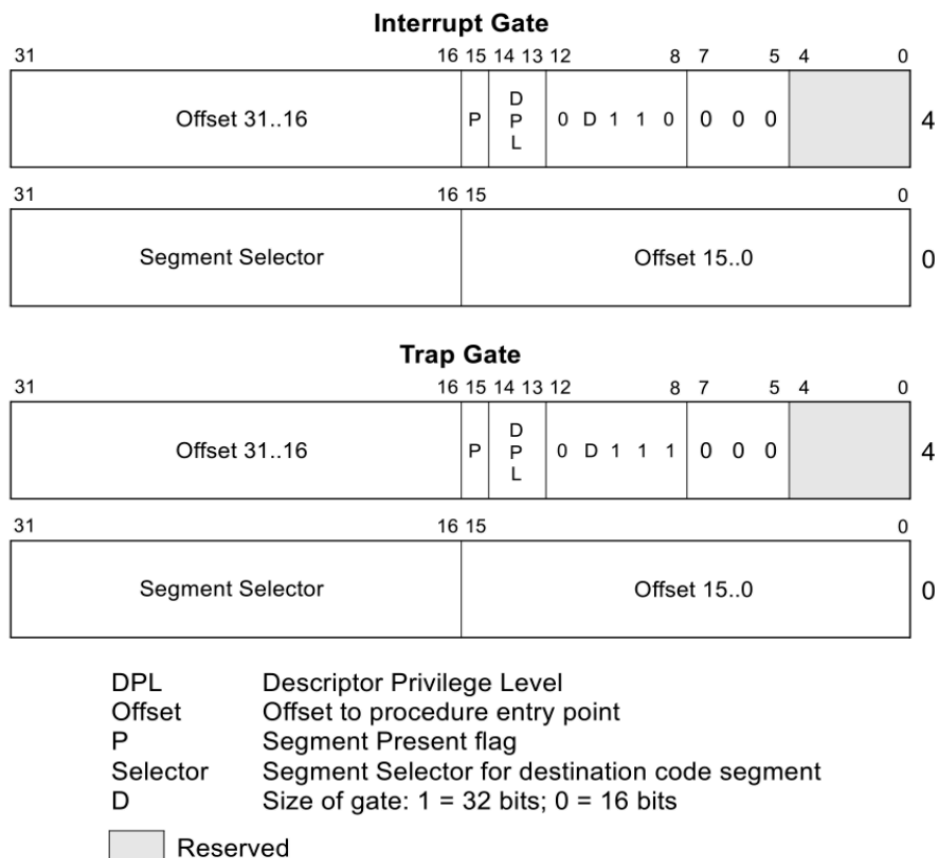 Interrupt Gate
31 16 15 14 13 12 8 7 5 4 0
Offset 31..16 P DPL 0 D 1 1 0 0 0 0 4
31 16 15 0
Segment Selector Offset 15..0 0
Trap Gate
31 16 15 14 13 12 8 7 5 4 0
Offset 31..16 P DPL 0 D 1 1 1 0 0 0 4
31 16 15 0
Segment Selector Offset 15..0 0
DPL Descriptor Privilege Level
Offset Offset to procedure entry point
P Segment Present flag
Selector Segment Selector for destination code segment
D Size of gate: 1 = 32 bits; 0 = 16 bits
Reserved